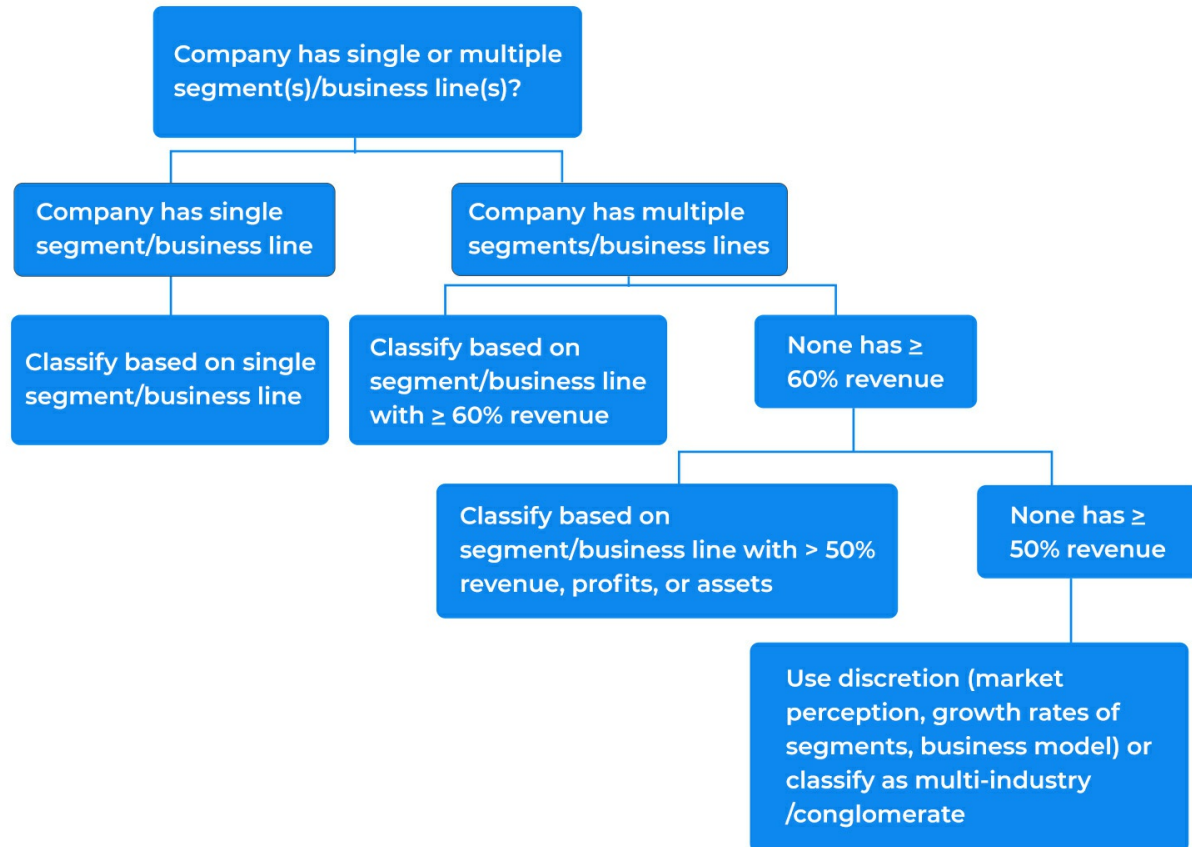 Company has single or multiple
segment(s)/business line(s)?
Company has single
segment/business line
Company has multiple
segments/business lines
Classify based on single
segment/business line
Classify based on
segment/business line
with ≥ 60% revenue
None has ≥
60% revenue
Classify based on
segment/business line with > 50%
revenue, profits, or assets
None has ≥
50% revenue
Use discretion (market
perception, growth rates of
segments, business model) or
classify as multi-industry
/conglomerate